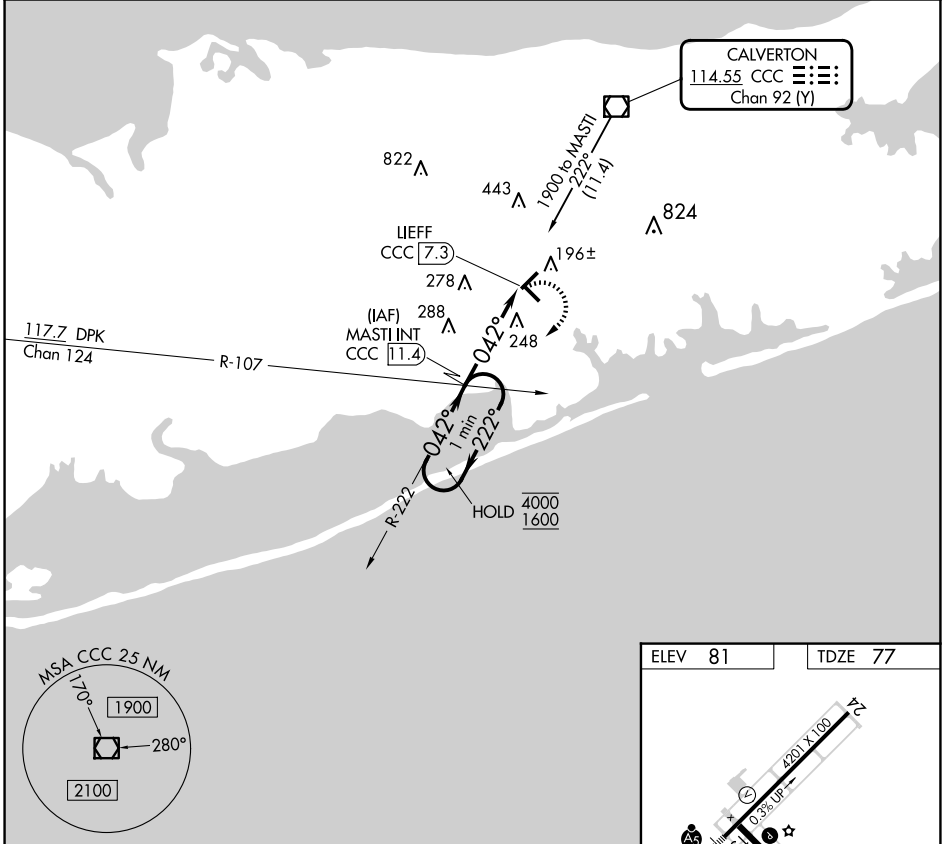 CALVERTON
114.55 CCC
Chan 92 (Y)
1900 to MASTI
222°
(11.4)
822
443
824
LIEFF
CCC 7.3
196±
278
(IAF)
MASTI INT
CCC 11.4
288
248
042°
117.7 DPK
Chan 124
R-107
042°
1 min
222°
R-222
HOLD 4000
1600
MSA CCC 25 NM
170°
1900
280°
2100
ELEV 81
TDZE 77
24
4201 X 100
0.3% UP
V
x
A5
P